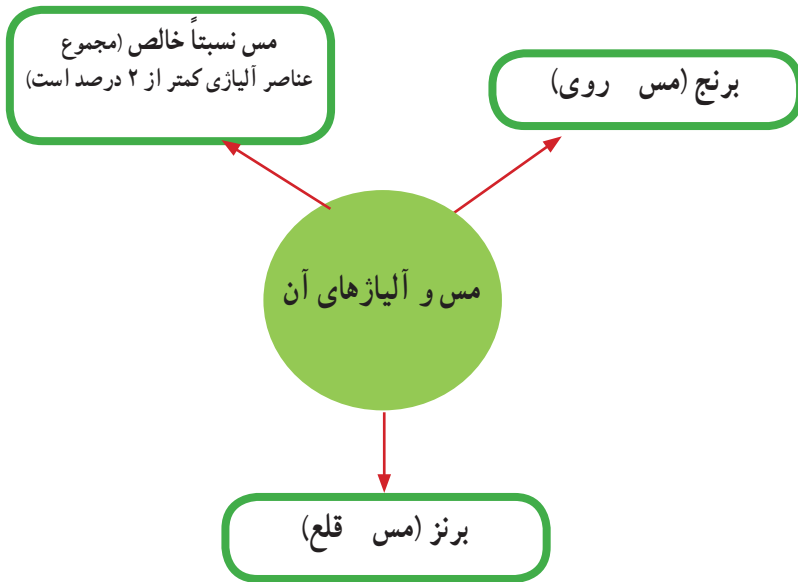 مس نسبتاً خالص (مجموع
عناصر آلیاژی کمتر از ۲ درصد است)
برنج (مس روی)
مس و آلیاژهای آن
برنز (مس قلع)